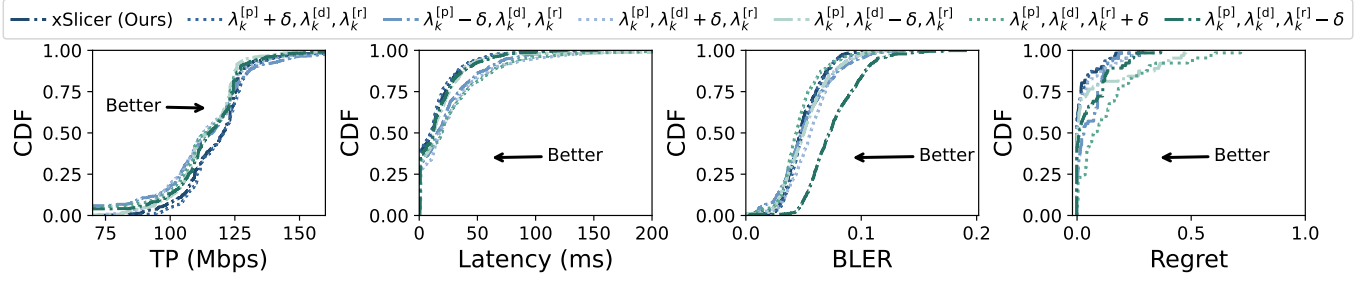 xSlicer (Ours) λ_k^[p] + δ, λ_k^[d], λ_k^[r] λ_k^[p] − δ, λ_k^[d], λ_k^[r] λ_k^[p], λ_k^[d] + δ, λ_k^[r] λ_k^[p], λ_k^[d] − δ, λ_k^[r] λ_k^[p], λ_k^[d], λ_k^[r] + δ λ_k^[p], λ_k^[d], λ_k^[r] − δ
CDF
1.00
0.75
0.50
0.25
0.00
Better
75 100 125 150
TP (Mbps)
CDF
1.00
0.75
0.50
0.25
0.00
Better
0 50 100 150 200
Latency (ms)
CDF
1.00
0.75
0.50
0.25
0.00
Better
0.0 0.1 0.2
BLER
CDF
1.00
0.75
0.50
0.25
0.00
Better
0.0 0.5 1.0
Regret